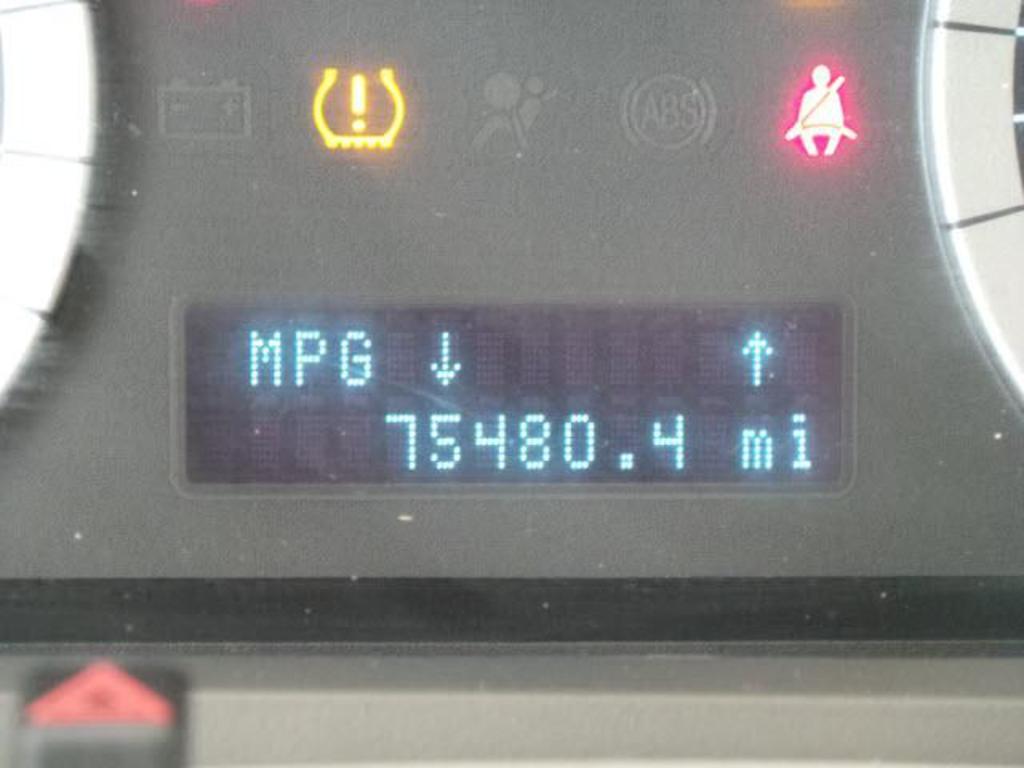 ABS
MPG ↓ ↑
75480.4 mi